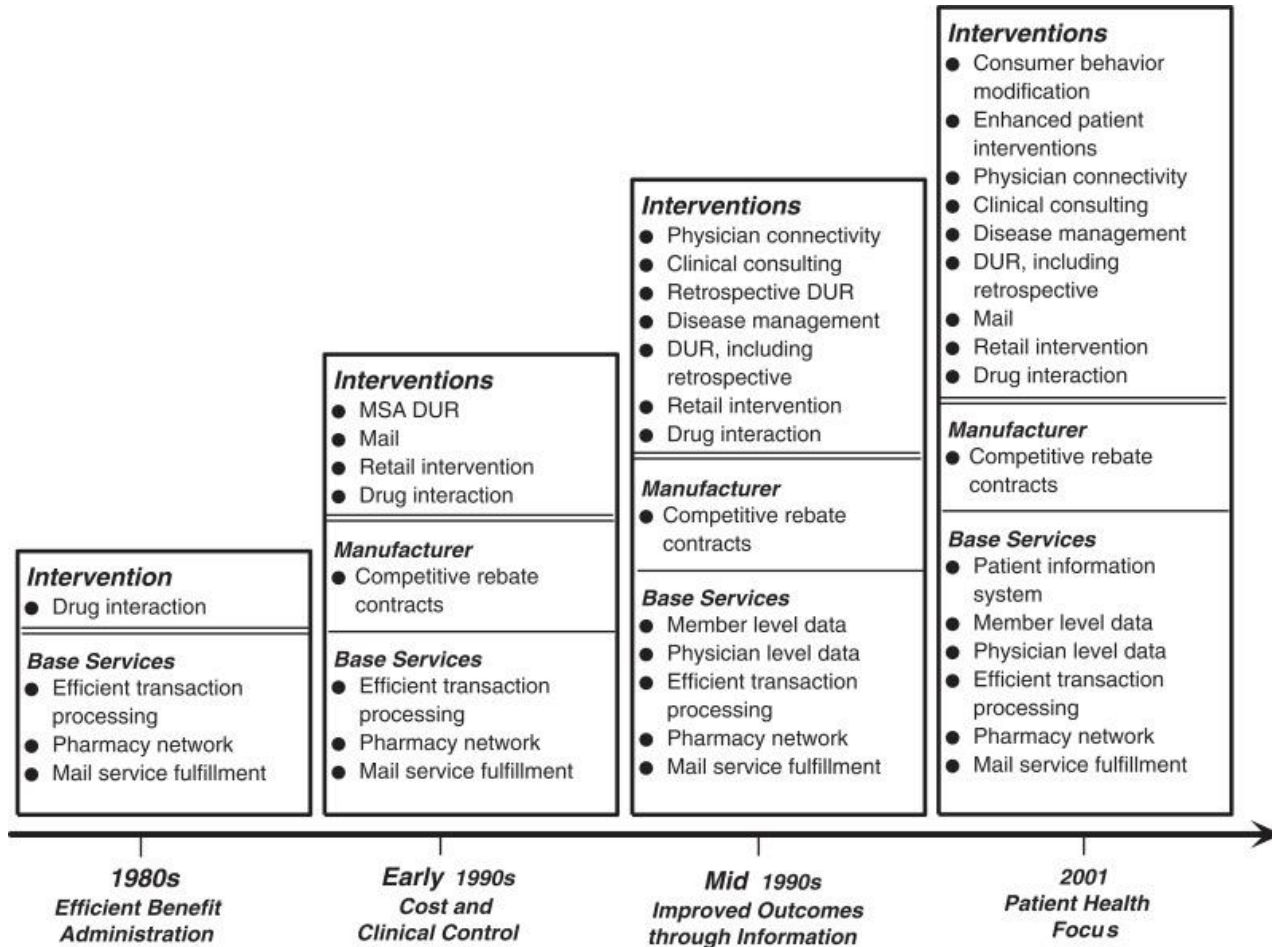 Intervention
● Drug interaction
Base Services
● Efficient transaction
processing
● Pharmacy network
● Mail service fulfillment
1980s
Efficient Benefit
Administration
Interventions
● MSA DUR
● Mail
● Retail intervention
● Drug interaction
Manufacturer
● Competitive rebate
contracts
Base Services
● Efficient transaction
processing
● Pharmacy network
● Mail service fulfillment
Early 1990s
Cost and
Clinical Control
Interventions
● Physician connectivity
● Clinical consulting
● Retrospective DUR
● Disease management
● DUR, including
retrospective
● Retail intervention
● Drug interaction
Manufacturer
● Competitive rebate
contracts
Base Services
● Member level data
● Physician level data
● Efficient transaction
processing
● Pharmacy network
● Mail service fulfillment
Mid 1990s
Improved Outcomes
through Information
Interventions
● Consumer behavior
modification
● Enhanced patient
interventions
● Physician connectivity
● Clinical consulting
● Disease management
● DUR, including
retrospective
● Mail
● Retail intervention
● Drug interaction
Manufacturer
● Competitive rebate
contracts
Base Services
● Patient information
system
● Member level data
● Physician level data
● Efficient transaction
processing
● Pharmacy network
● Mail service fulfillment
2001
Patient Health
Focus